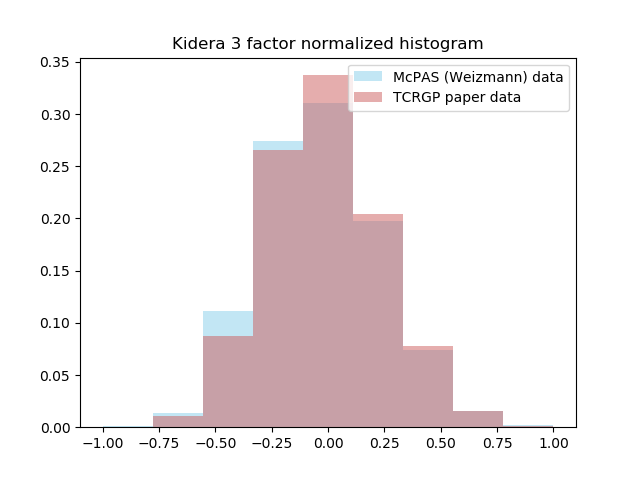 Kidera 3 factor normalized histogram
McPAS (Weizmann) data
TCRGP paper data
0.35
0.30
0.25
0.20
0.15
0.10
0.05
0.00
−1.00 −0.75 −0.50 −0.25 0.00 0.25 0.50 0.75 1.00